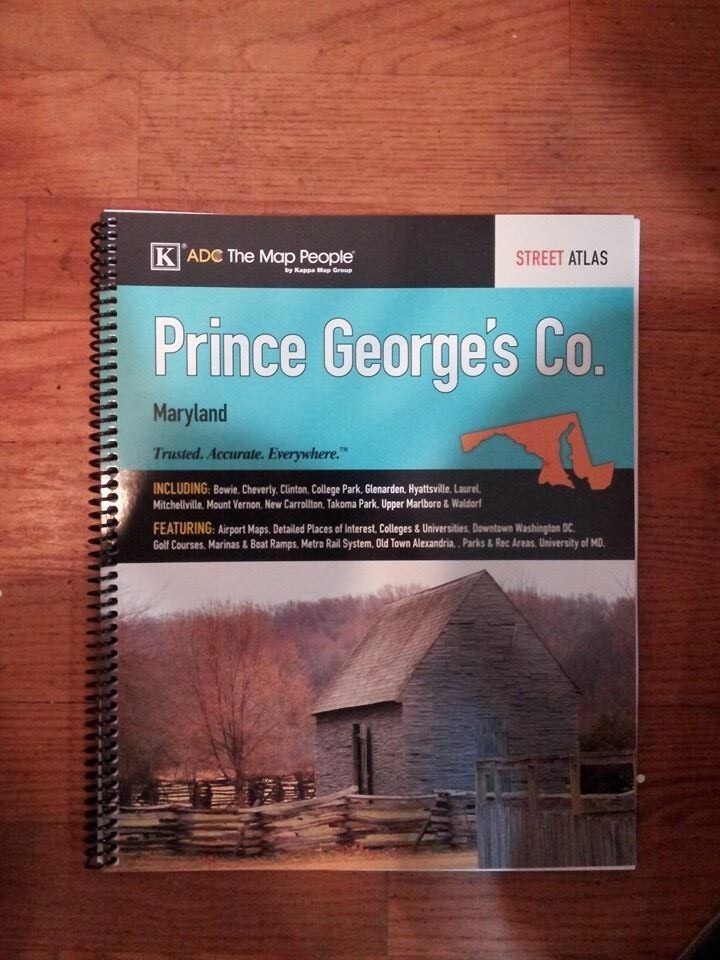 K® ADC The Map People™
by Kappa Map Group
STREET ATLAS
Prince George's Co.
Maryland
Trusted. Accurate. Everywhere.™
INCLUDING: Bowie, Cheverly, Clinton, College Park, Glenarden, Hyattsville, Laurel,
Mitchellville, Mount Vernon, New Carrollton, Takoma Park, Upper Marlboro & Waldorf
FEATURING: Airport Maps, Detailed Places of Interest, Colleges & Universities, Downtown Washington DC,
Golf Courses, Marinas & Boat Ramps, Metro Rail System, Old Town Alexandria, , Parks & Rec Areas, University of MD.